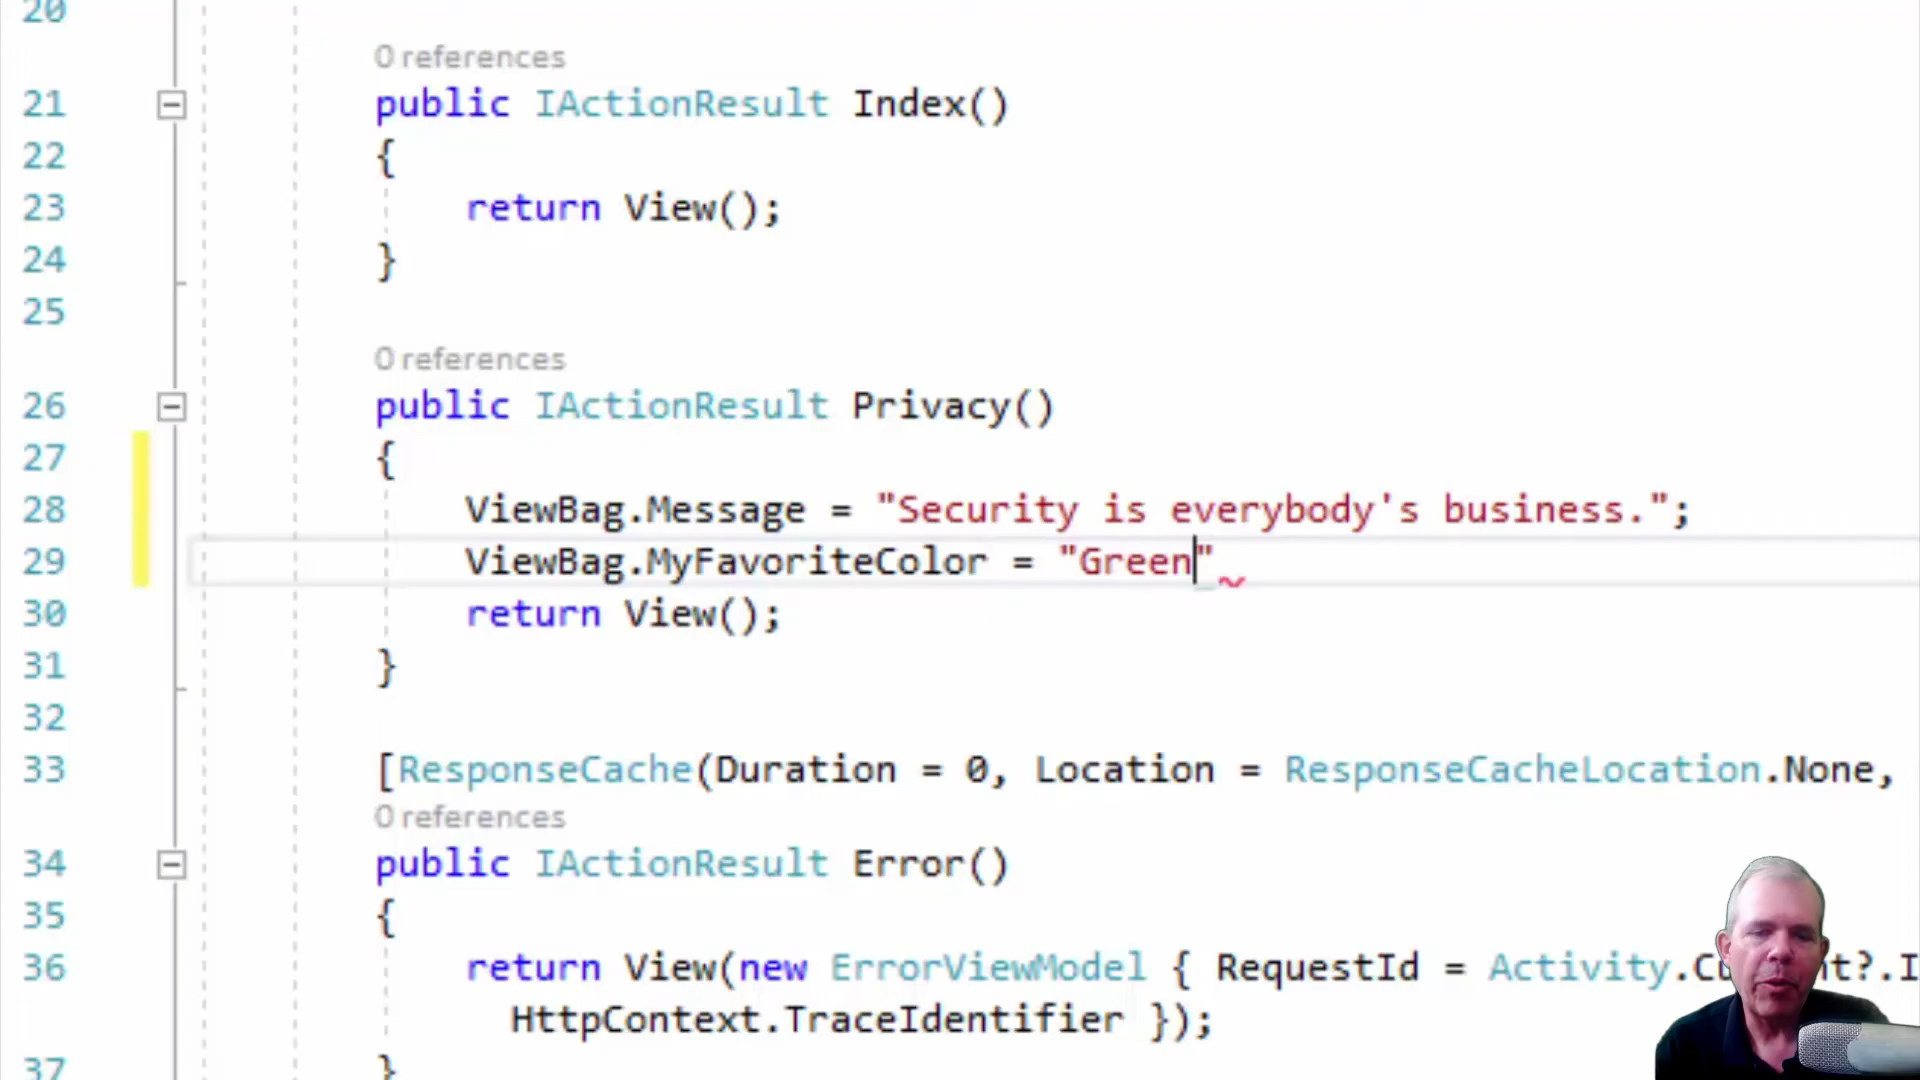 20
0 references
21 public IActionResult Index()
22 {
23 return View();
24 }
25
0 references
26 public IActionResult Privacy()
27 {
28 ViewBag.Message = "Security is everybody's business.";
29 ViewBag.MyFavoriteColor = "Green"
30 return View();
31 }
32
33 [ResponseCache(Duration = 0, Location = ResponseCacheLocation.None,
0 references
34 public IActionResult Error()
35 {
36 return View(new ErrorViewModel { RequestId = Activity.
HttpContext.TraceIdentifier });
37 }